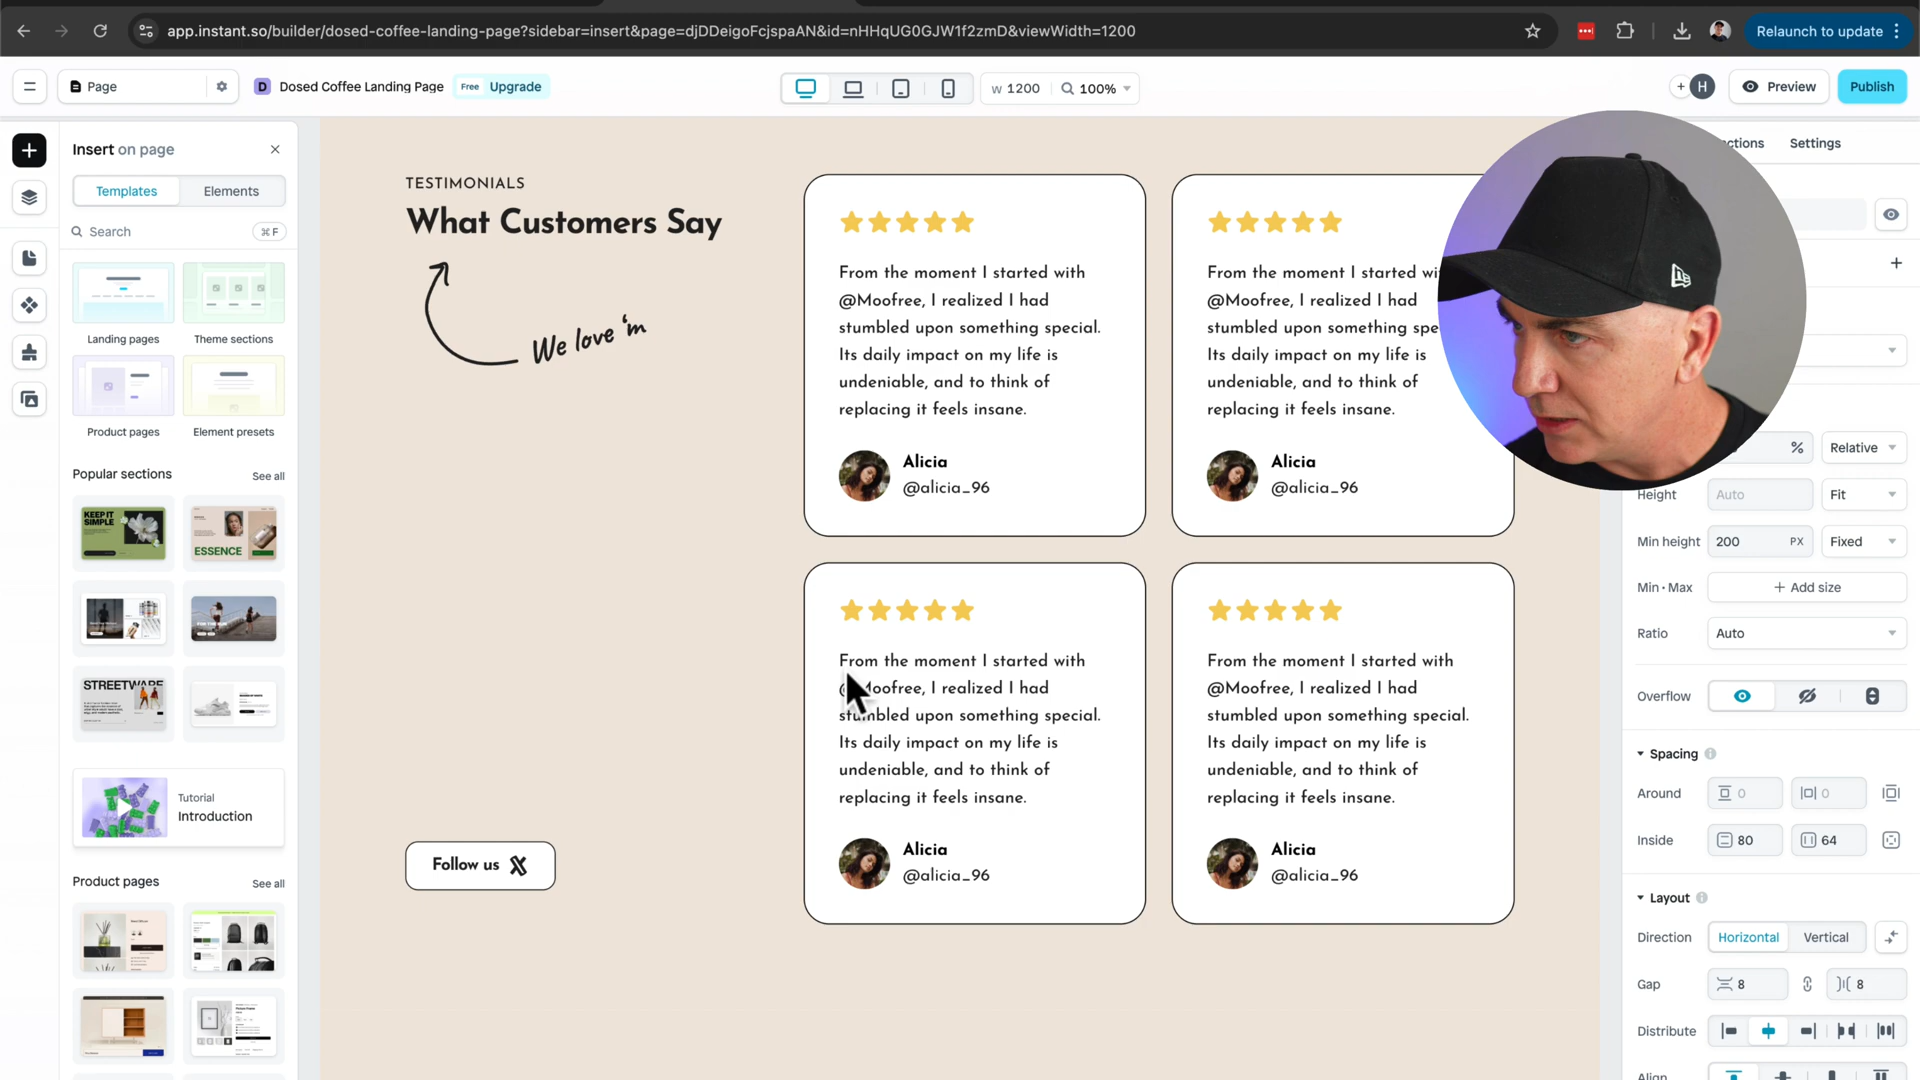 app.instant.so/builder/dosed-coffee-landing-page?sidebar=insert&page=djDDeigoFcjspaAN&id=nHHqUG0GJW1f2zmD&viewWidth=1200
Relaunch to update
Page
D
Dosed Coffee Landing Page
Free
Upgrade
W 1200
100%
H
Preview
Publish
Insert on page
Templates
Elements
Search
⌘ F
Landing pages
Theme sections
Product pages
Element presets
Popular sections
See all
KEEP IT SIMPLE
ESSENCE
STREETWEAR
Tutorial
Introduction
Product pages
See all
TESTIMONIALS
What Customers Say
We love 'm
Follow us X
From the moment I started with
@Moofree, I realized I had
stumbled upon something special.
Its daily impact on my life is
undeniable, and to think of
replacing it feels insane.
Alicia
@alicia_96
From the moment I started wi
@Moofree, I realized I had
stumbled upon something spe
Its daily impact on my life is
undeniable, and to think of
replacing it feels insane.
Alicia
@alicia_96
From the moment I started with
@Moofree, I realized I had
stumbled upon something special.
Its daily impact on my life is
undeniable, and to think of
replacing it feels insane.
Alicia
@alicia_96
From the moment I started with
@Moofree, I realized I had
stumbled upon something special.
Its daily impact on my life is
undeniable, and to think of
replacing it feels insane.
Alicia
@alicia_96
ctions
Settings
%
Relative
Height
Auto
Fit
Min height
200
PX
Fixed
Min · Max
+ Add size
Ratio
Auto
Overflow
Spacing
Around
0
0
Inside
80
64
Layout
Direction
Horizontal
Vertical
Gap
8
8
Distribute
Align